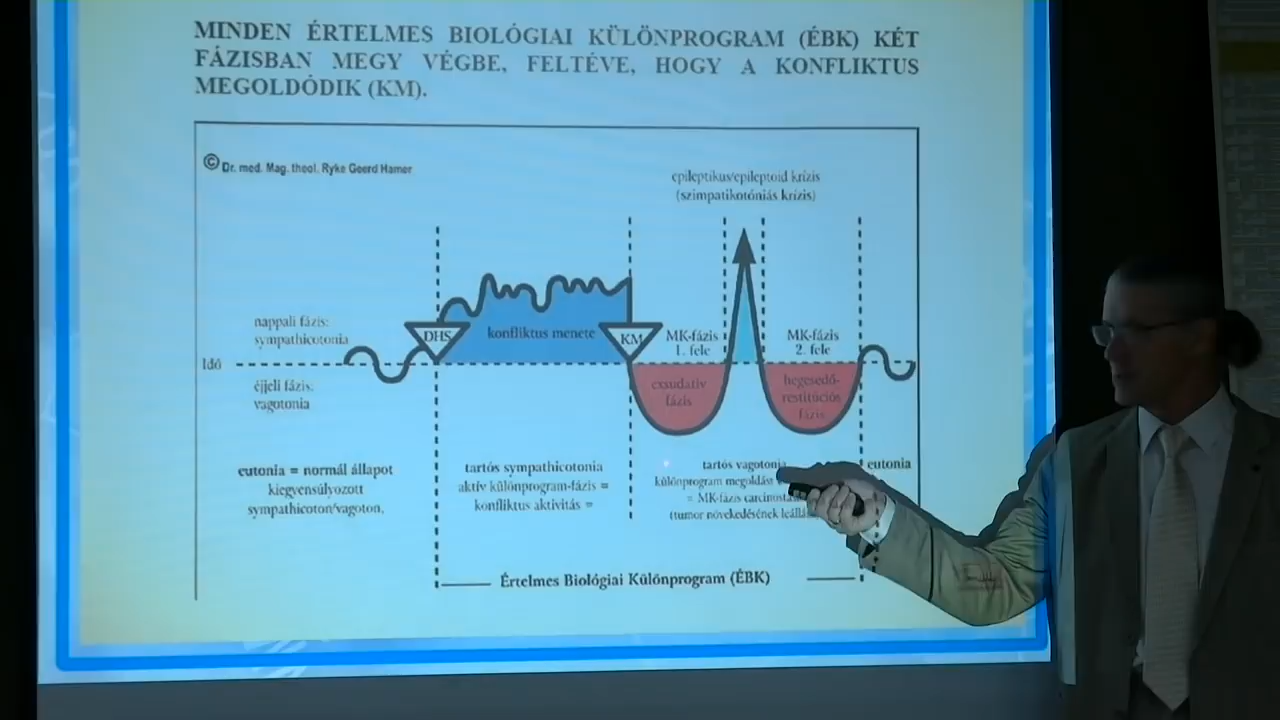 MINDEN ÉRTELMES BIOLÓGIAI KÜLÖNPROGRAM (ÉBK) KÉT
FÁZISBAN MEGY VÉGBE, FELTÉVE, HOGY A KONFLIKTUS
MEGOLDÓDIK (KM).
© Dr. med. Mag. theol. Ryke Geerd Hamer
epileptikus/epileptoid krízis
(szimpatikotóniás krízis)
nappali fázis:
sympathicotonia
DHS
konfliktus menete
KM
MK-fázis
1. fele
MK-fázis
2. fele
Idő
éjjeli fázis:
vagotonia
exsudatív
fázis
hegesedő-
restitúciós
fázis
eutonia = normál állapot
kiegyensúlyozott
sympathicoton/vagoton.
tartós sympathicotonia
aktív különprogram-fázis =
konfliktus aktivitás =
tartós vagotonia
különprogram megoldási
= MK-fázis
(tumor növekedésének
eutonia
Értelmes Biológiai Különprogram (ÉBK)